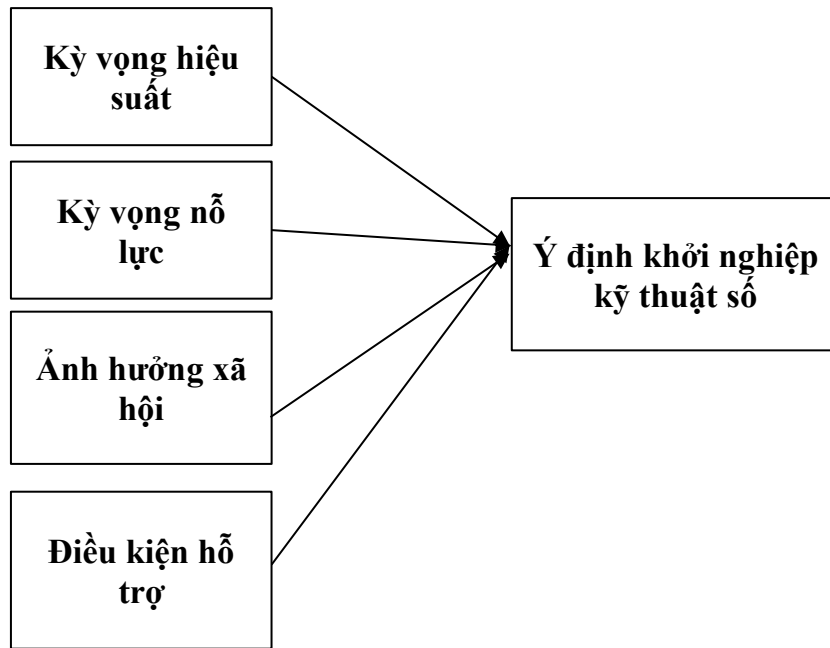 Kỳ vọng hiệu
suất
Kỳ vọng nỗ
lực
Ảnh hưởng xã
hội
Điều kiện hỗ
trợ
Ý định khởi nghiệp
kỹ thuật số